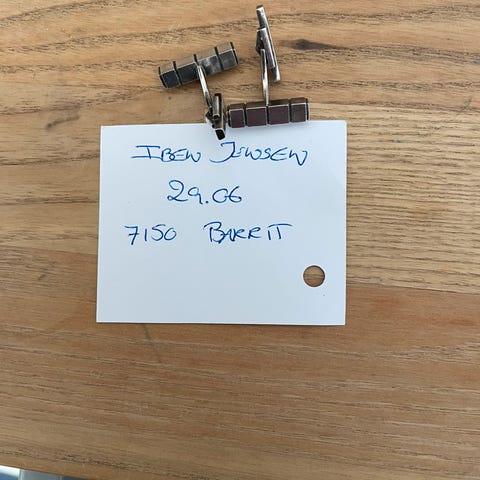 IBEN JENSEN
29.06
7150 BARRIT